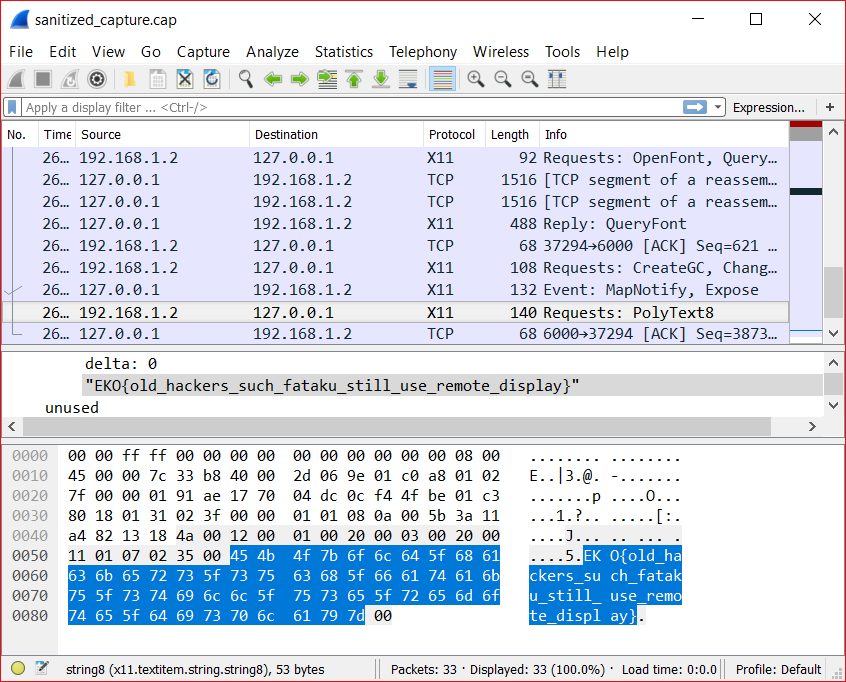 sanitized_capture.cap
File Edit View Go Capture Analyze Statistics Telephony Wireless Tools Help
Apply a display filter ... <Ctrl-/> Expression... +
No. Time Source Destination Protocol Length Info
26… 192.168.1.2 127.0.0.1 X11 92 Requests: OpenFont, Query…
26… 127.0.0.1 192.168.1.2 TCP 1516 [TCP segment of a reassem…
26… 127.0.0.1 192.168.1.2 TCP 1516 [TCP segment of a reassem…
26… 127.0.0.1 192.168.1.2 X11 488 Reply: QueryFont
26… 192.168.1.2 127.0.0.1 TCP 68 37294→6000 [ACK] Seq=621 …
26… 192.168.1.2 127.0.0.1 X11 108 Requests: CreateGC, Chang…
26… 127.0.0.1 192.168.1.2 X11 132 Event: MapNotify, Expose
26… 192.168.1.2 127.0.0.1 X11 140 Requests: PolyText8
26… 127.0.0.1 192.168.1.2 TCP 68 6000→37294 [ACK] Seq=3873…
delta: 0
"EKO{old_hackers_such_fataku_still_use_remote_display}"
unused
0000 00 00 ff ff 00 00 00 00 00 00 00 00 00 00 08 00 ........ ........
0010 45 00 00 7c 33 b8 40 00 2d 06 9e 01 c0 a8 01 02 E..|3.@. -.......
0020 7f 00 00 01 91 ae 17 70 04 dc 0c f4 4f be 01 c3 .......p ....O...
0030 80 18 01 31 02 3f 00 00 01 01 08 0a 00 5b 3a 11 ...1.?.. .....[:.
0040 a4 82 13 18 4a 00 12 00 01 00 20 00 03 00 20 00 ....J... .. ... .
0050 11 01 07 02 35 00 45 4b 4f 7b 6f 6c 64 5f 68 61 ....5.EK O{old_ha
0060 63 6b 65 72 73 5f 73 75 63 68 5f 66 61 74 61 6b ckers_su ch_fatak
0070 75 5f 73 74 69 6c 6c 5f 75 73 65 5f 72 65 6d 6f u_still_ use_remo
0080 74 65 5f 64 69 73 70 6c 61 79 7d 00 te_displ ay}.
string8 (x11.textitem.string.string8), 53 bytes Packets: 33 · Displayed: 33 (100.0%) · Load time: 0:0.0 Profile: Default